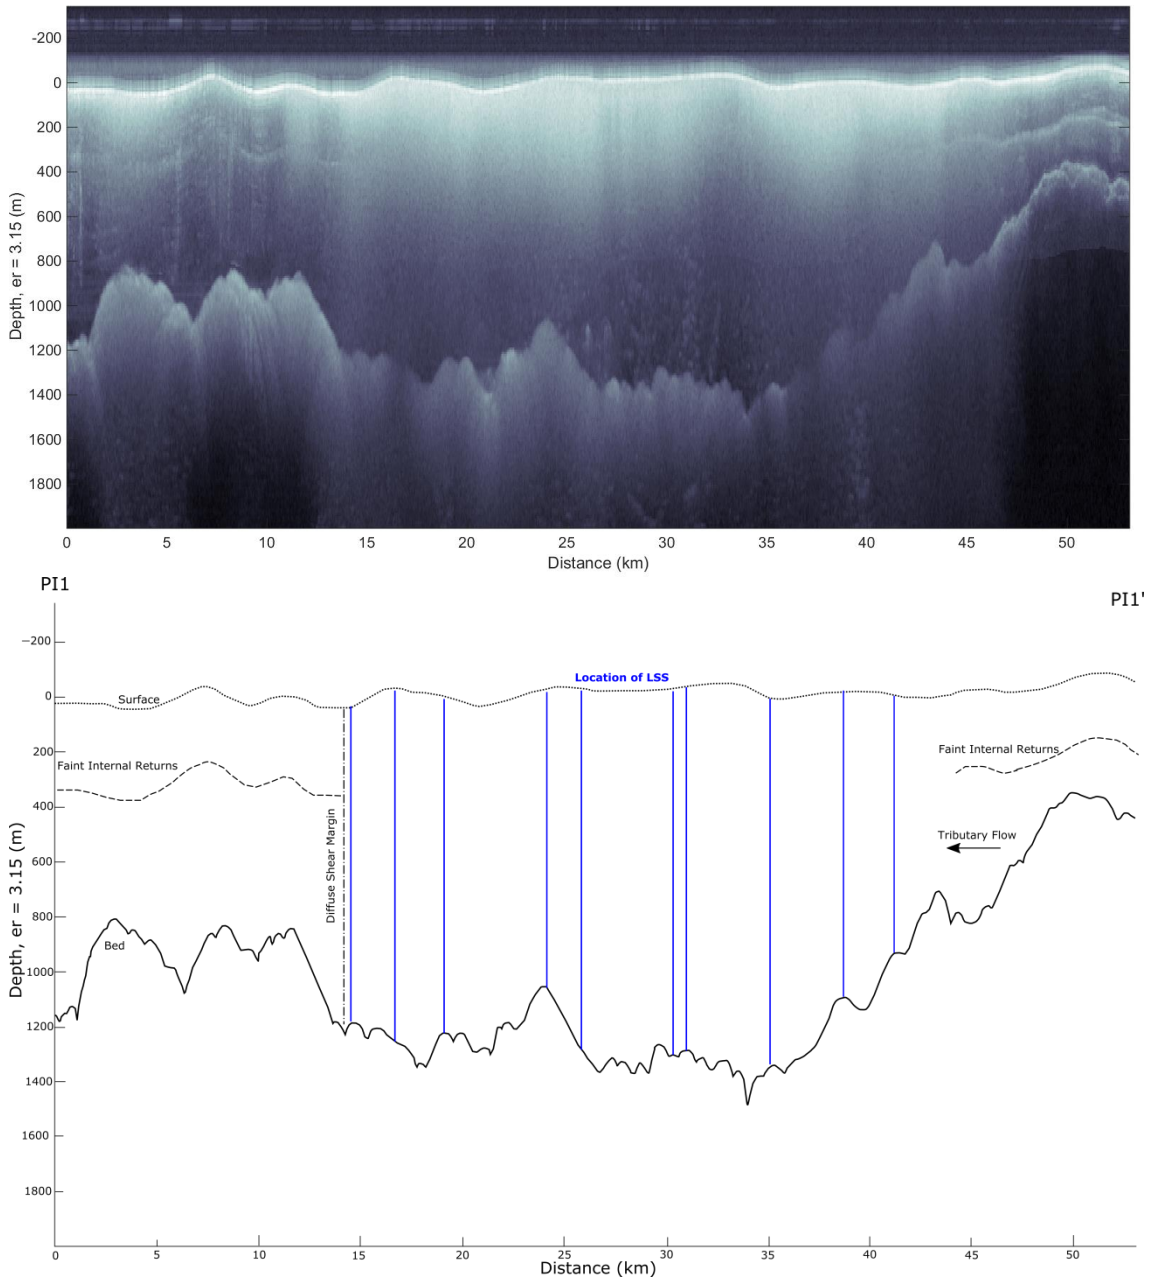 -200
0
200
400
600
800
1000
1200
1400
1600
1800
Depth, er = 3.15 (m)
0 5 10 15 20 25 30 35 40 45 50
Distance (km)
PI1
PI1'
−200
0
200
400
600
800
1000
1200
1400
1600
1800
Depth, er = 3.15 (m)
Location of LSS
Surface
Faint Internal Returns
Faint Internal Returns
Diffuse Shear Margin
Tributary Flow
Bed
0 5 10 15 20 25 30 35 40 45 50
Distance (km)